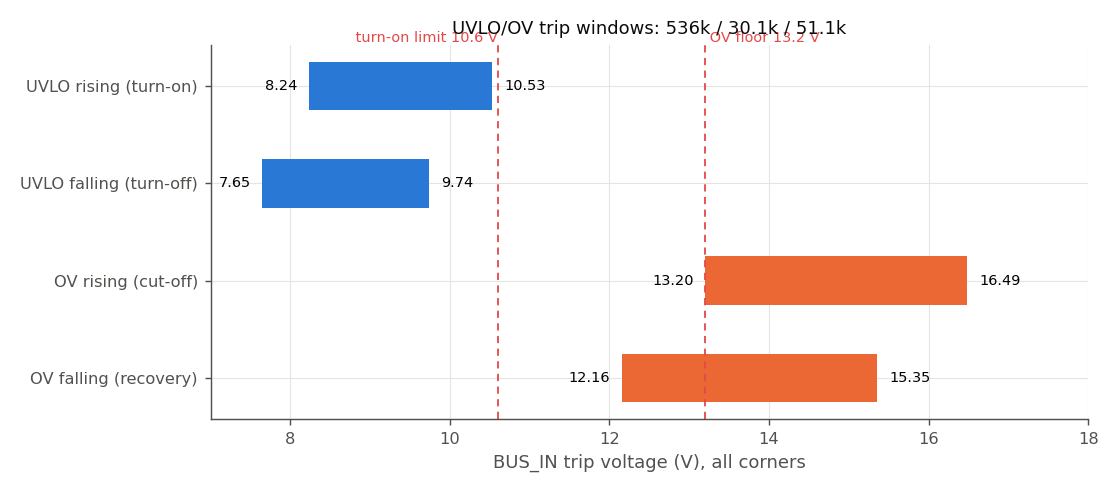 UVLO/OV trip windows: 536k / 30.1k / 51.1k
turn-on limit 10.6 V
OV floor 13.2 V
UVLO rising (turn-on)
8.24
10.53
UVLO falling (turn-off)
7.65
9.74
OV rising (cut-off)
13.20
16.49
OV falling (recovery)
12.16
15.35
8
10
12
14
16
18
BUS_IN trip voltage (V), all corners